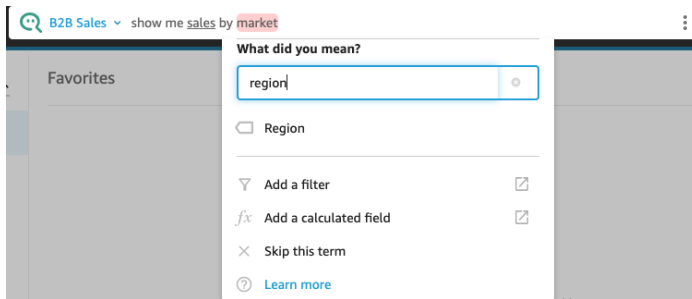 B2B Sales show me sales by market
What did you mean?
Favorites
region
Region
Add a filter
fx Add a calculated field
Skip this term
Learn more